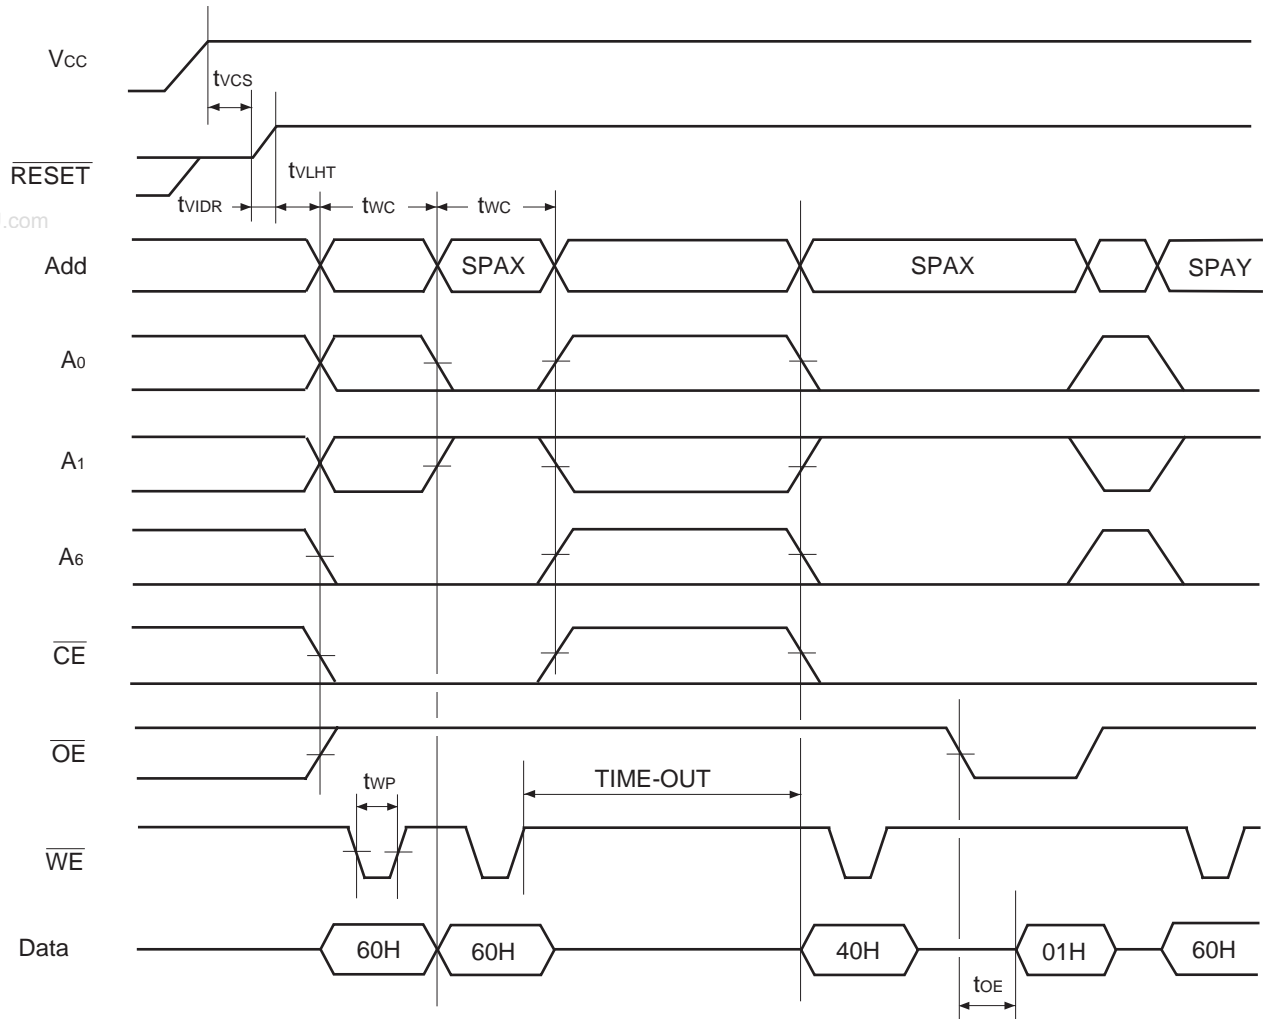 VCC
tVCS
RESET
tVLHT
tVIDR
tWC
tWC
.com
Add
SPAX
SPAX
SPAY
A0
A1
A6
CE
OE
tWP
TIME-OUT
WE
Data
60H
60H
40H
01H
60H
tOE